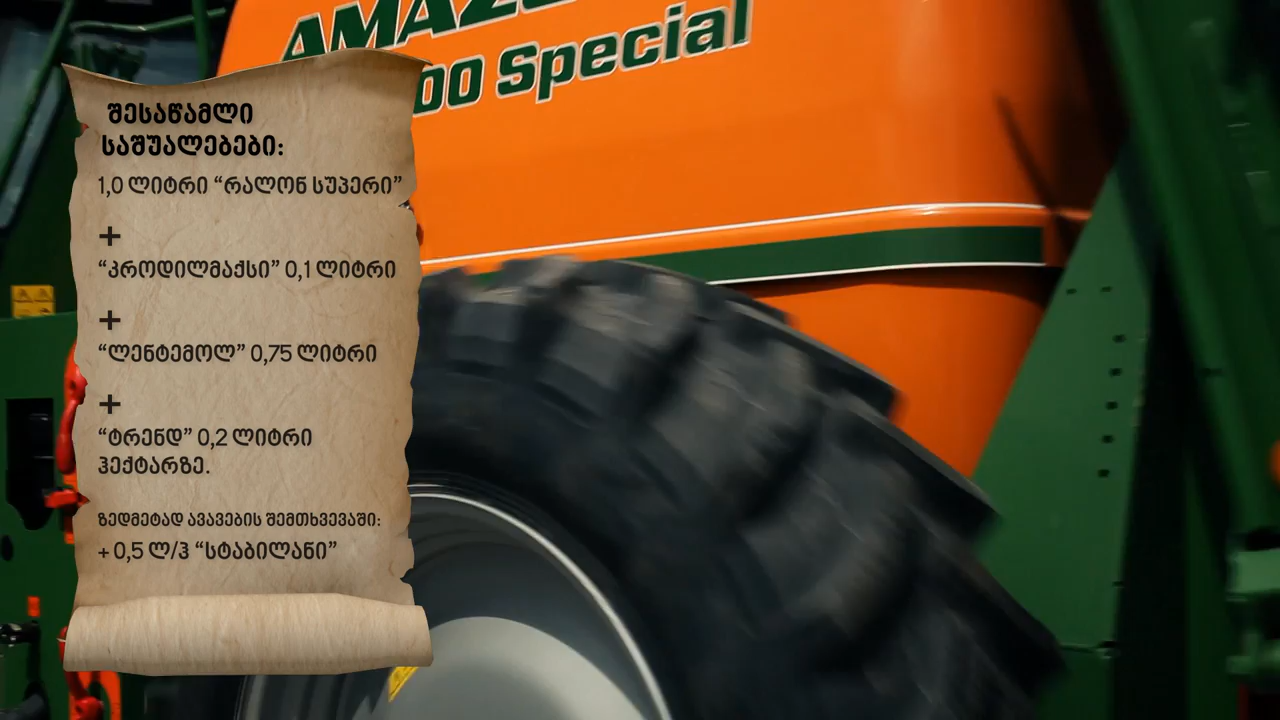 AMAZO
00 Special
შესაწამლი
საშუალებები:
1,0 ლიტრი “რალონ სუპერი”
+
“პროდილმაქსი” 0,1 ლიტრი
+
“ლენტემოლ” 0,75 ლიტრი
+
“ტრენდ” 0,2 ლიტრი
ჰექტარზე.
ზედმეტად ავავების შემთხვევაში:
+ 0,5 ლ/ჰ “სტაბილანი”